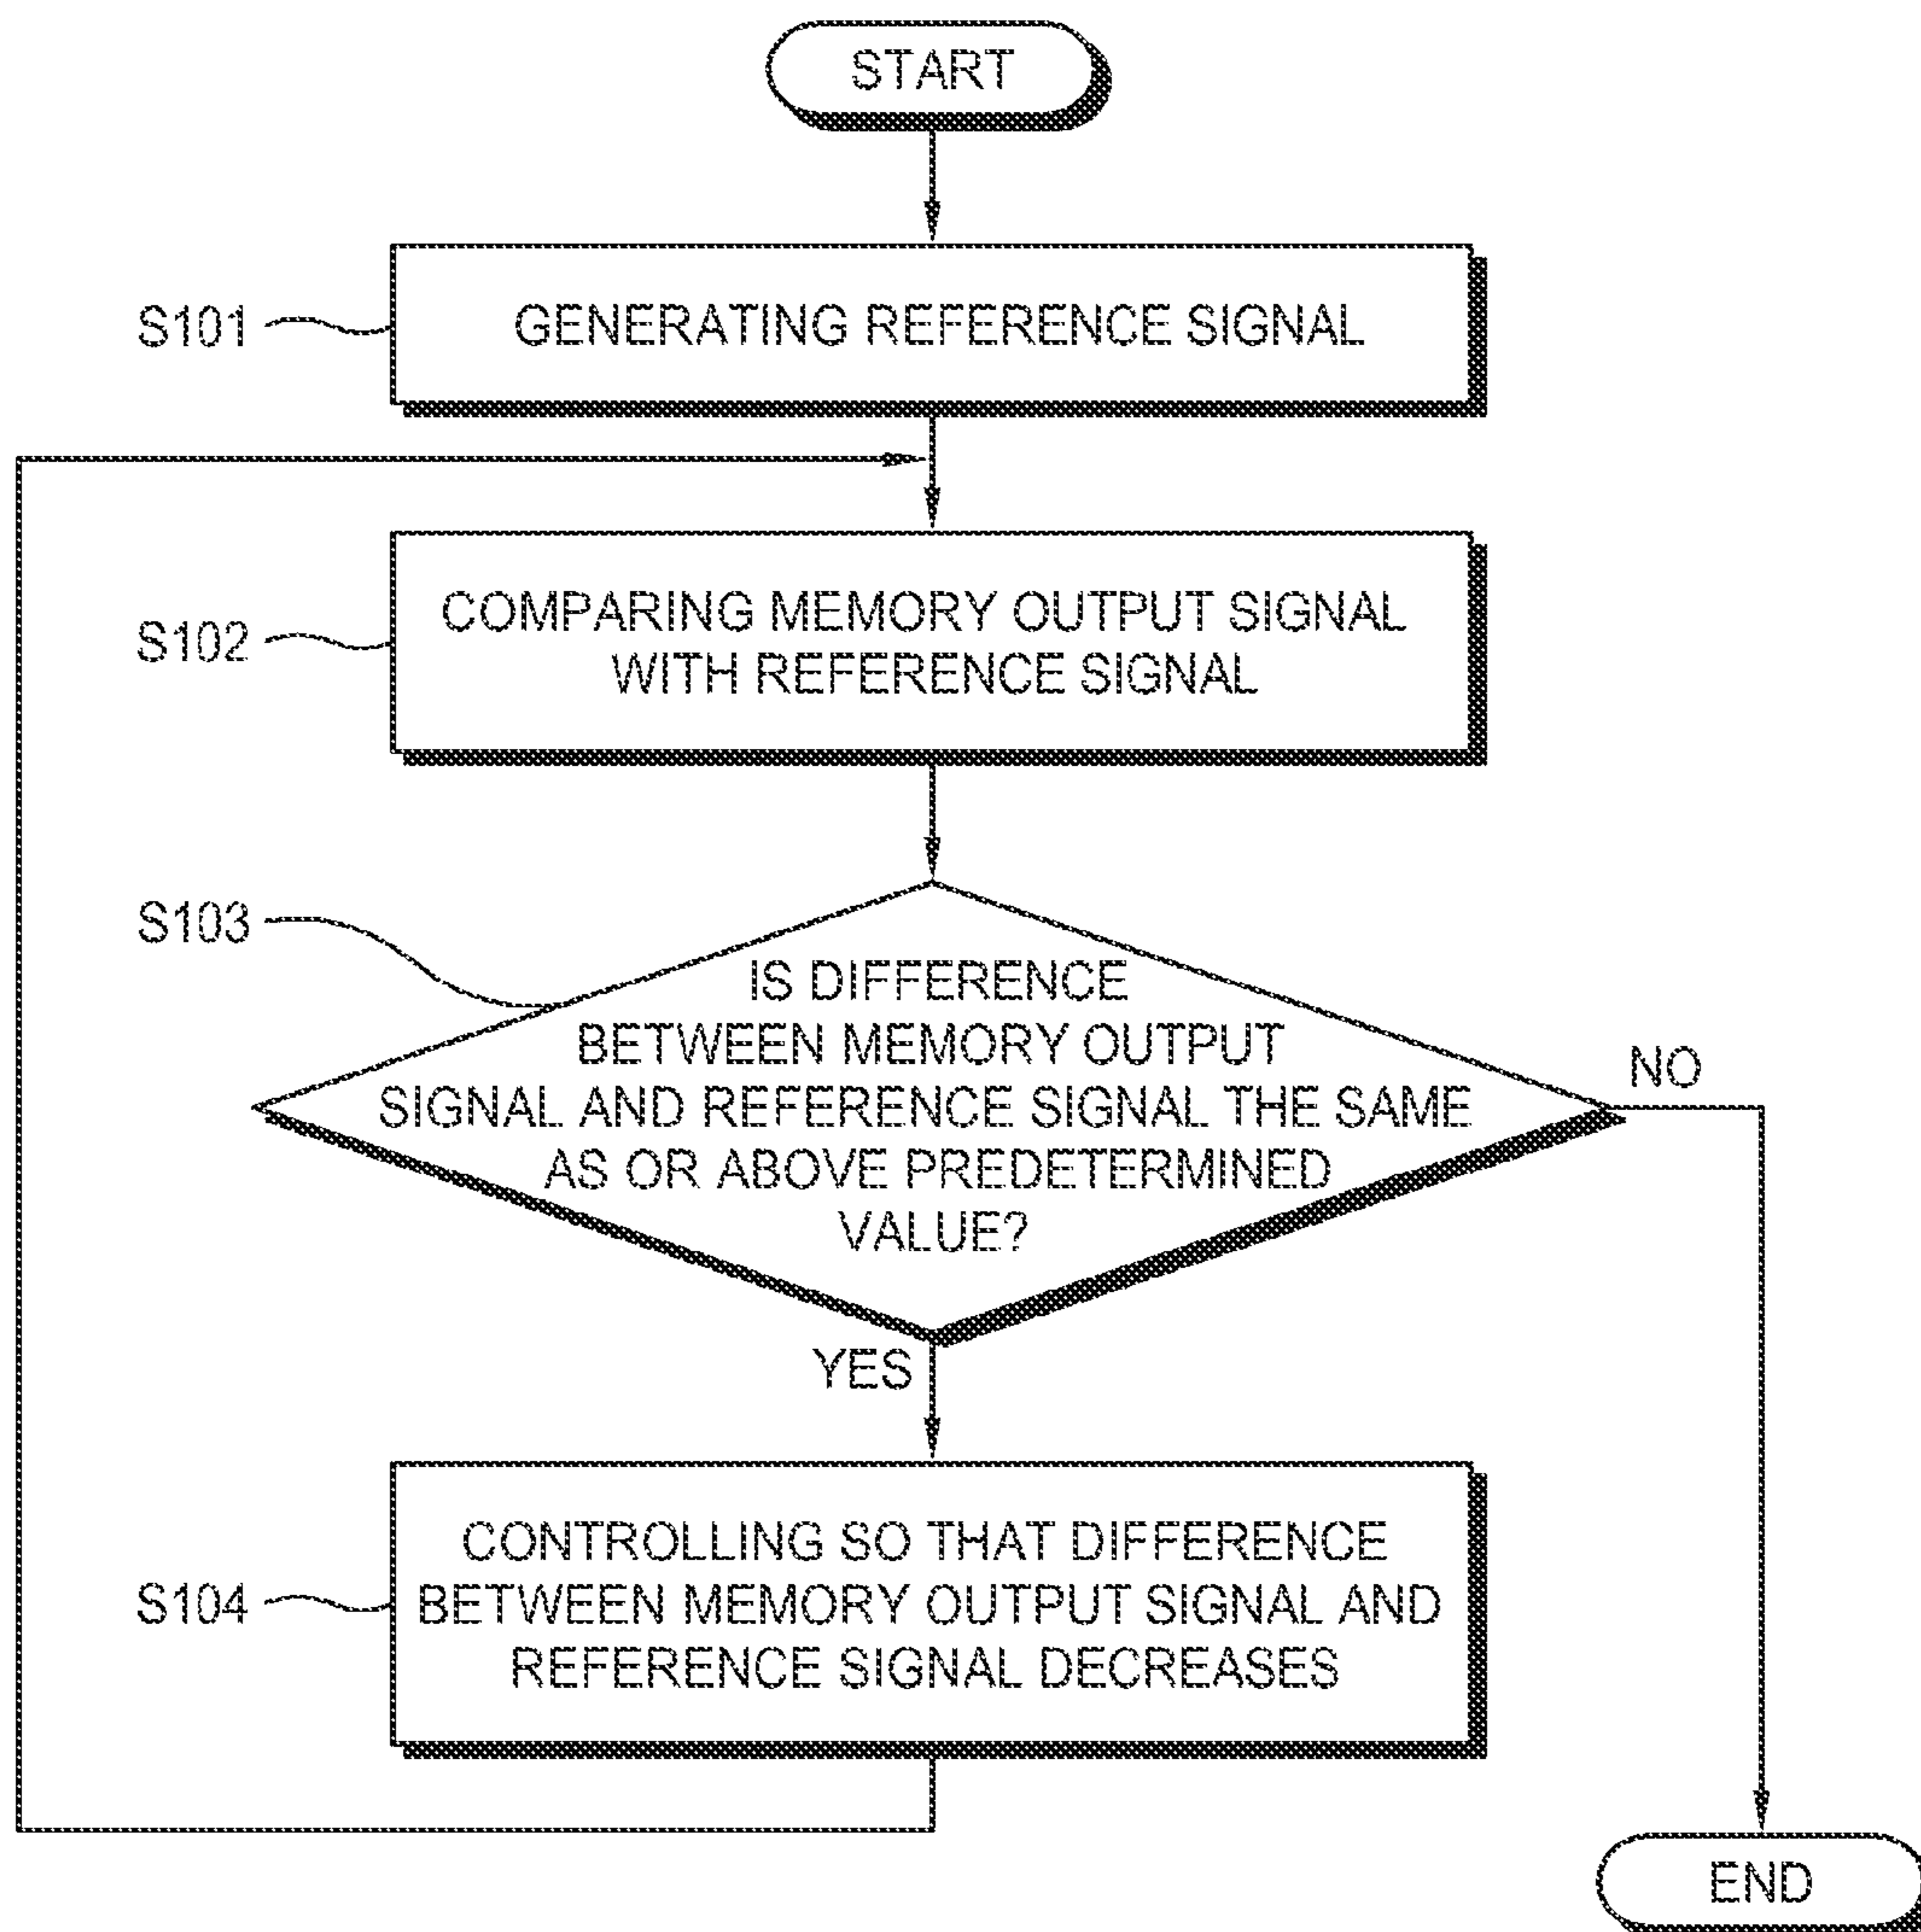 START
S101
GENERATING REFERENCE SIGNAL
S102
COMPARING MEMORY OUTPUT SIGNAL
WITH REFERENCE SIGNAL
S103
IS DIFFERENCE
BETWEEN MEMORY OUTPUT
SIGNAL AND REFERENCE SIGNAL THE SAME
AS OR ABOVE PREDETERMINED
VALUE?
NO
YES
S104
CONTROLLING SO THAT DIFFERENCE
BETWEEN MEMORY OUTPUT SIGNAL AND
REFERENCE SIGNAL DECREASES
END